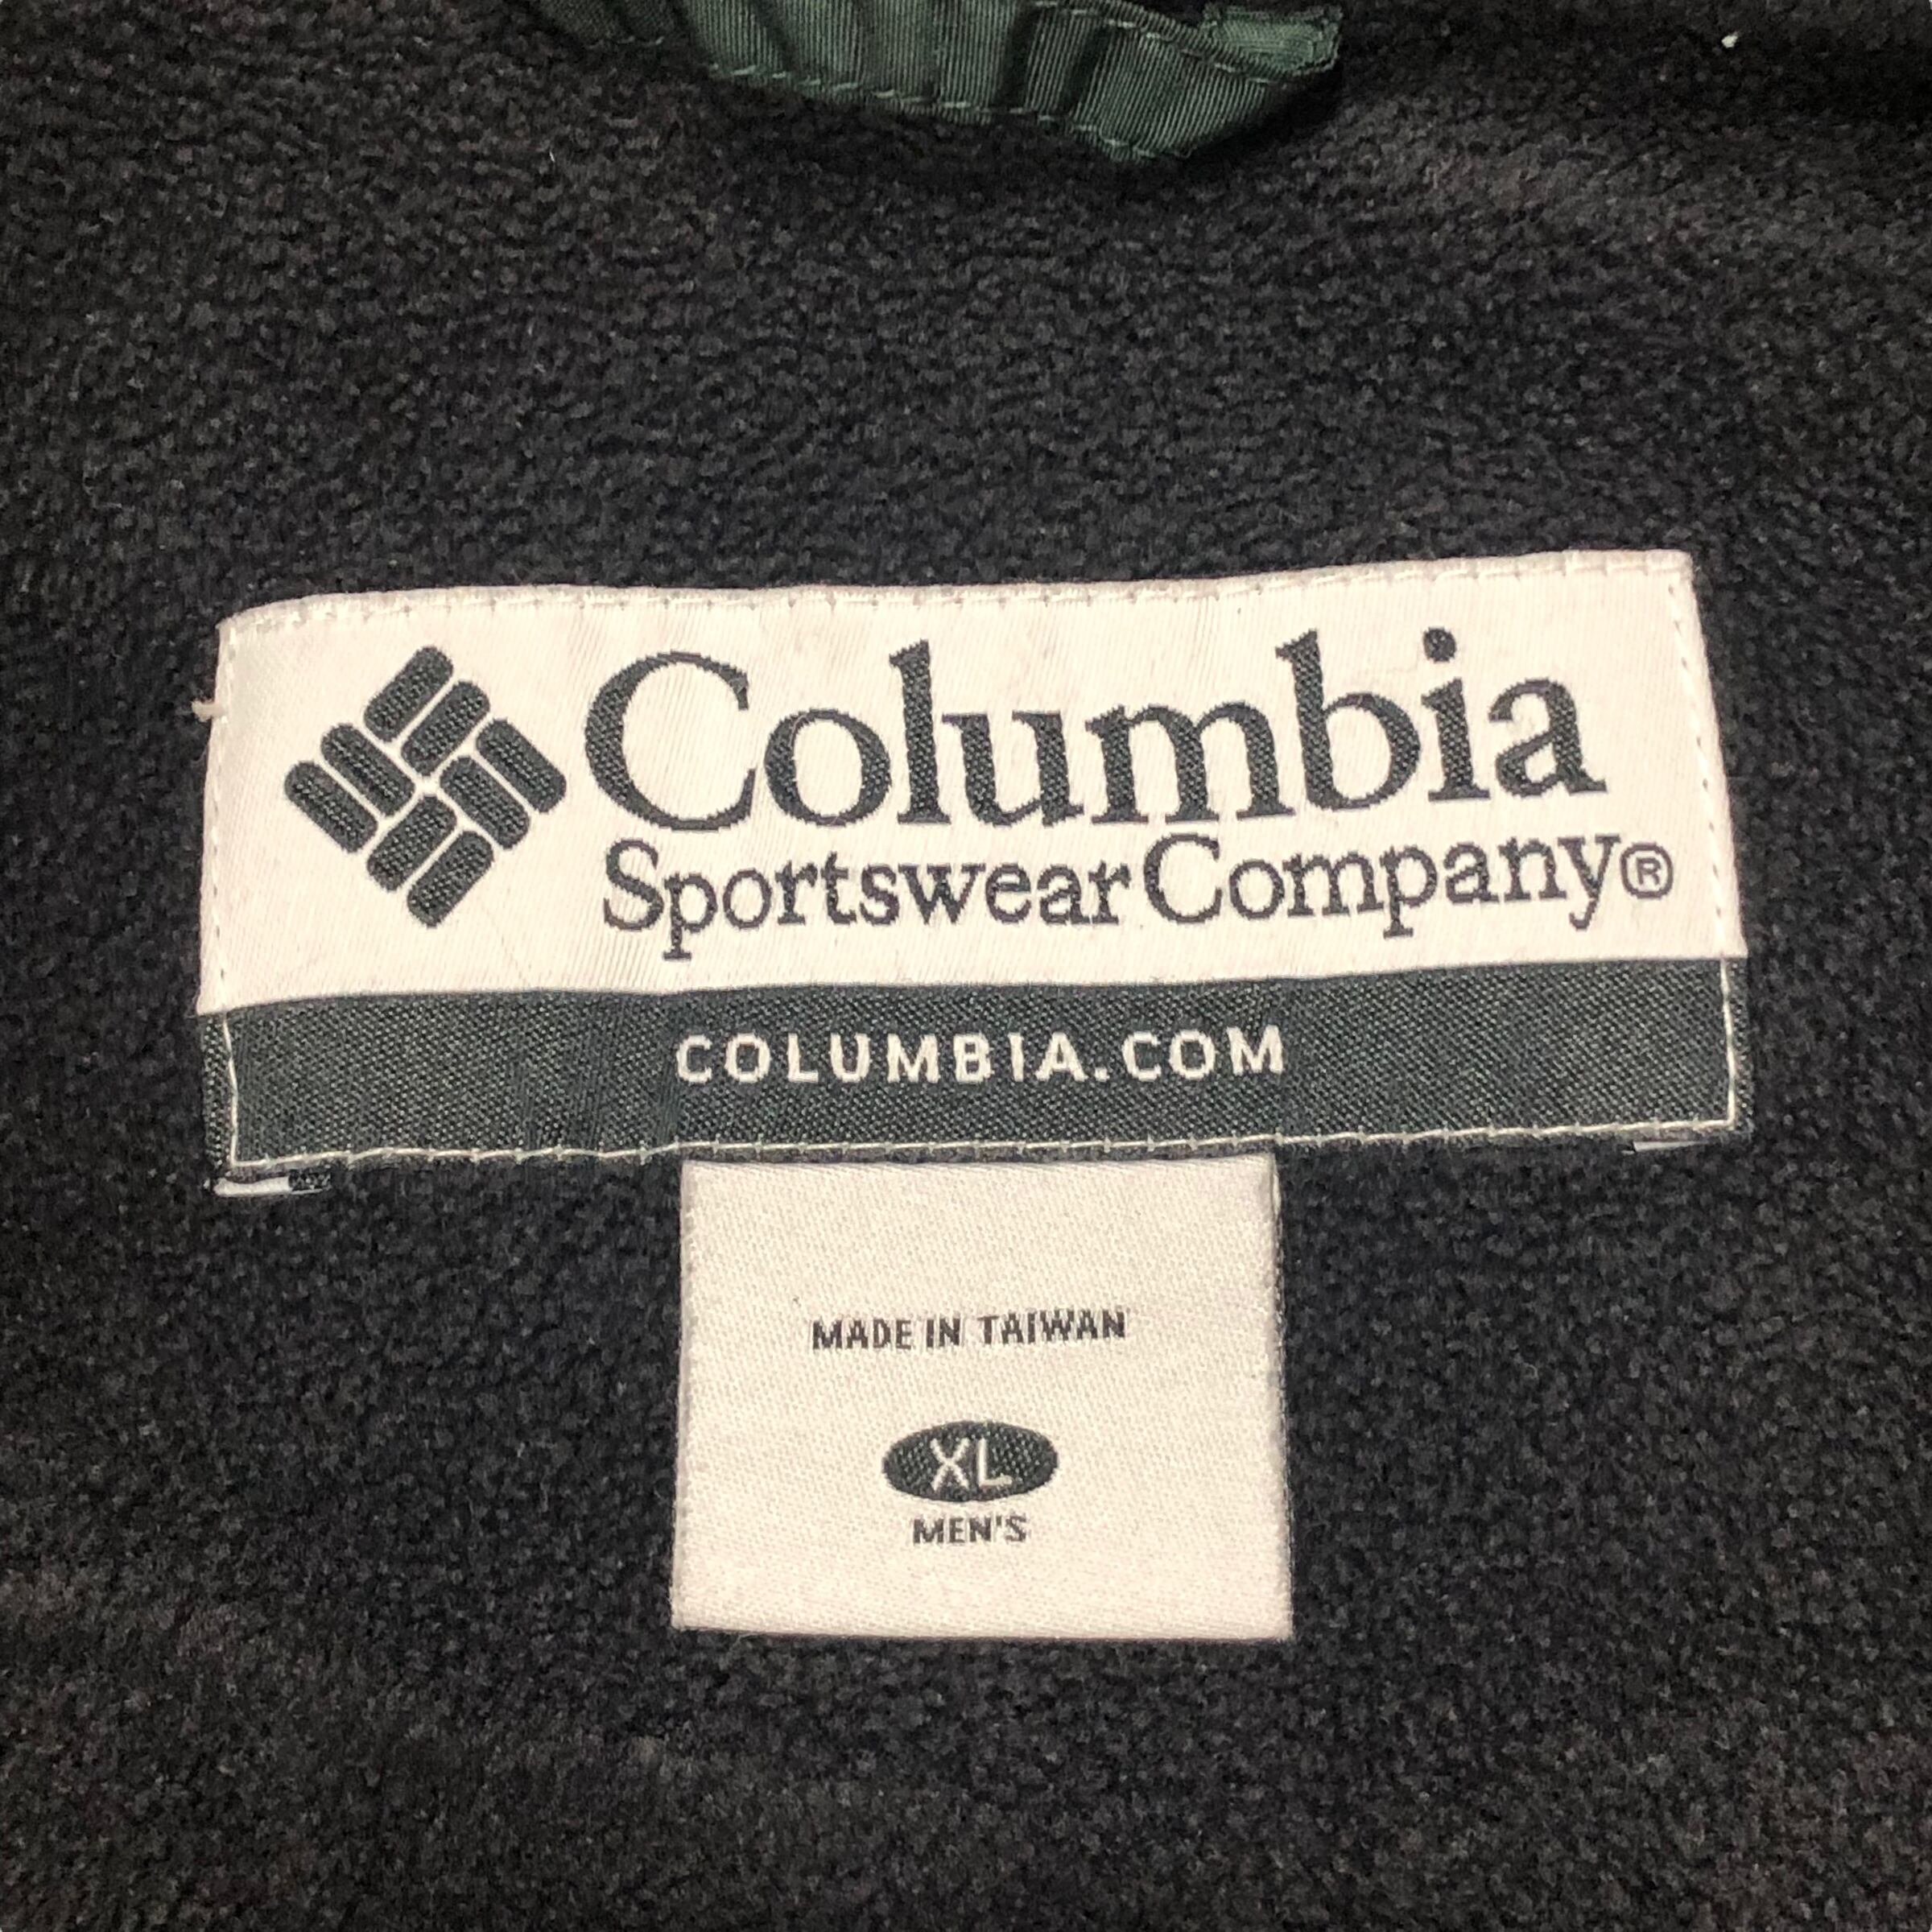 Columbia
Sportswear Company®
COLUMBIA.COM
MADE IN TAIWAN
XL
MEN'S